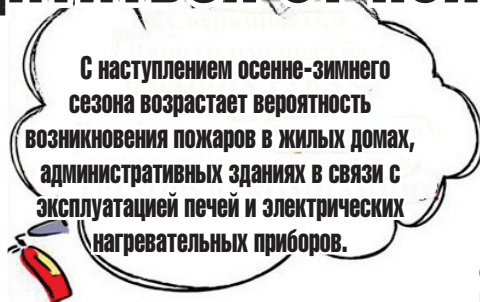 С наступлением осенне-зимнего
сезона возрастает вероятность
возникновения пожаров в жилых домах,
административных зданиях в связи с
эксплуатацией печей и электрических
нагревательных приборов.